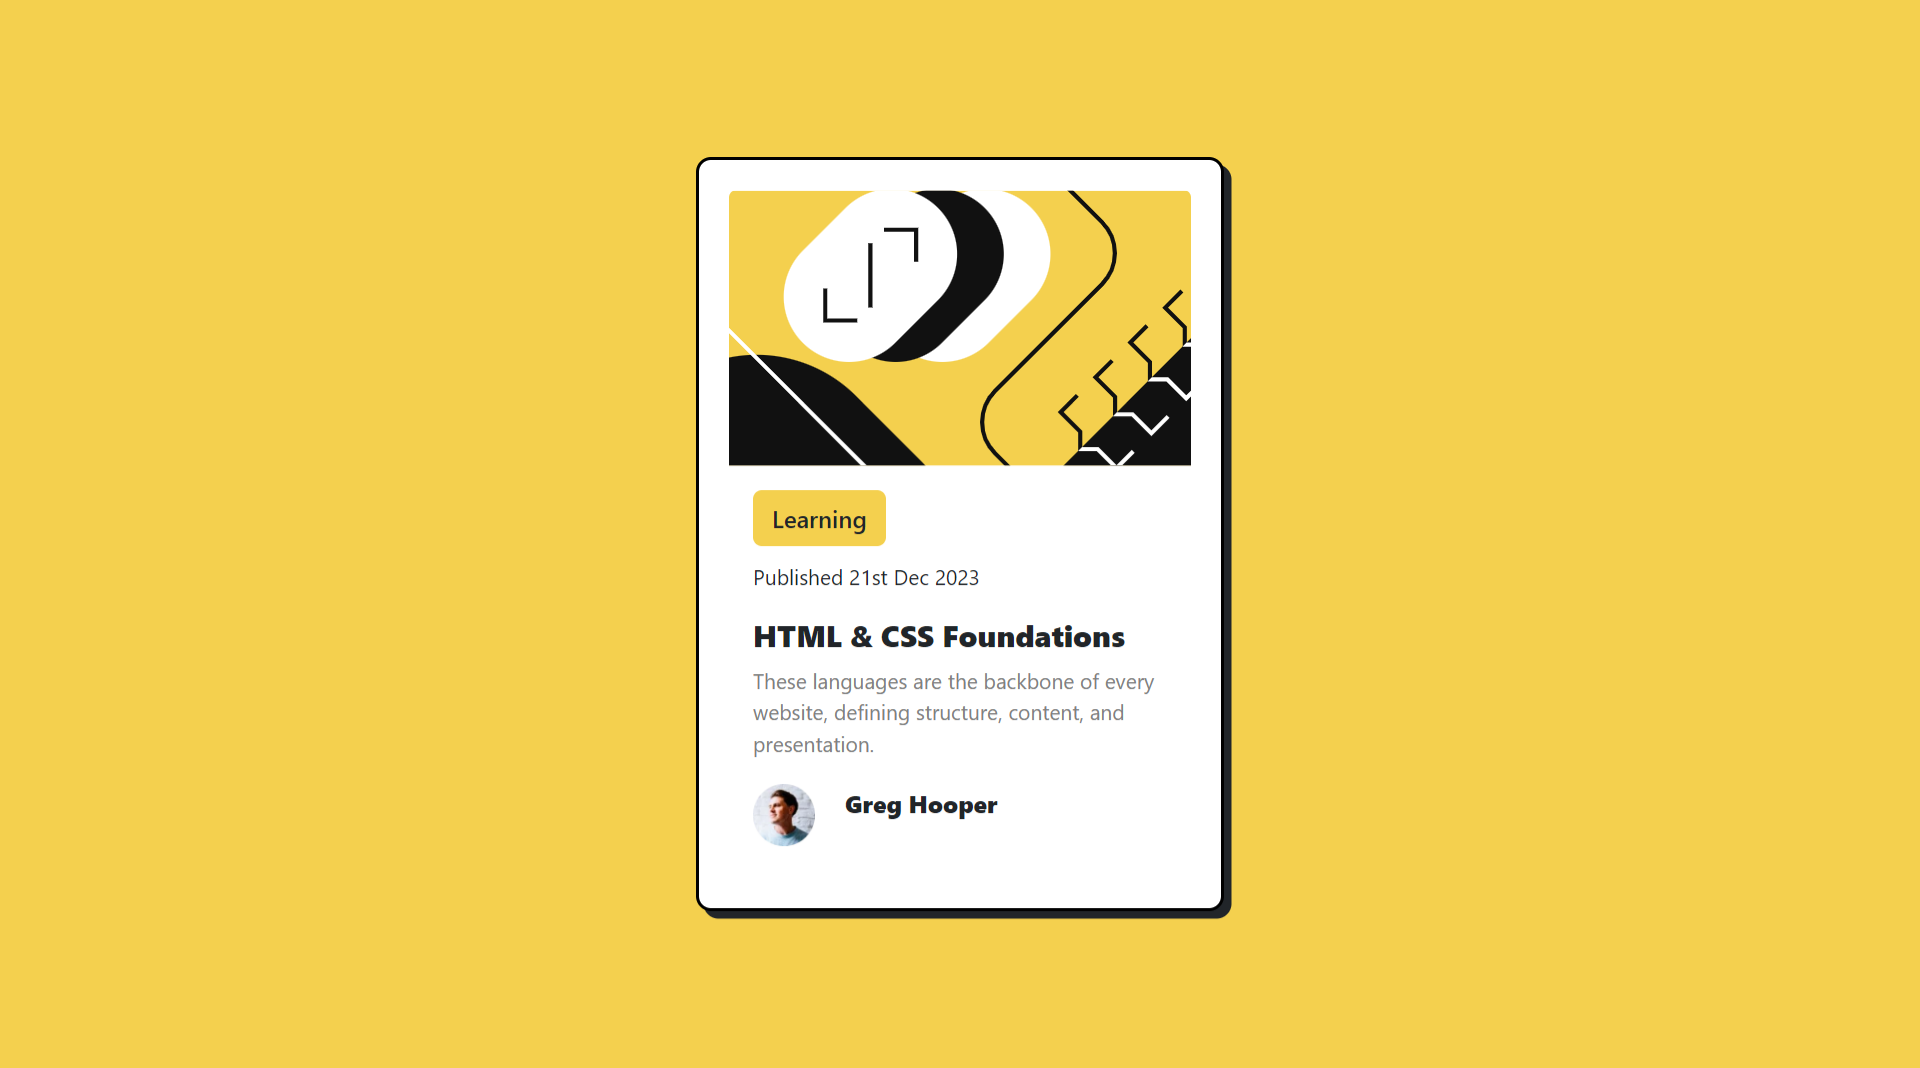 Learning
Published 21st Dec 2023
HTML & CSS Foundations
These languages are the backbone of every
website, defining structure, content, and
presentation.
Greg Hooper